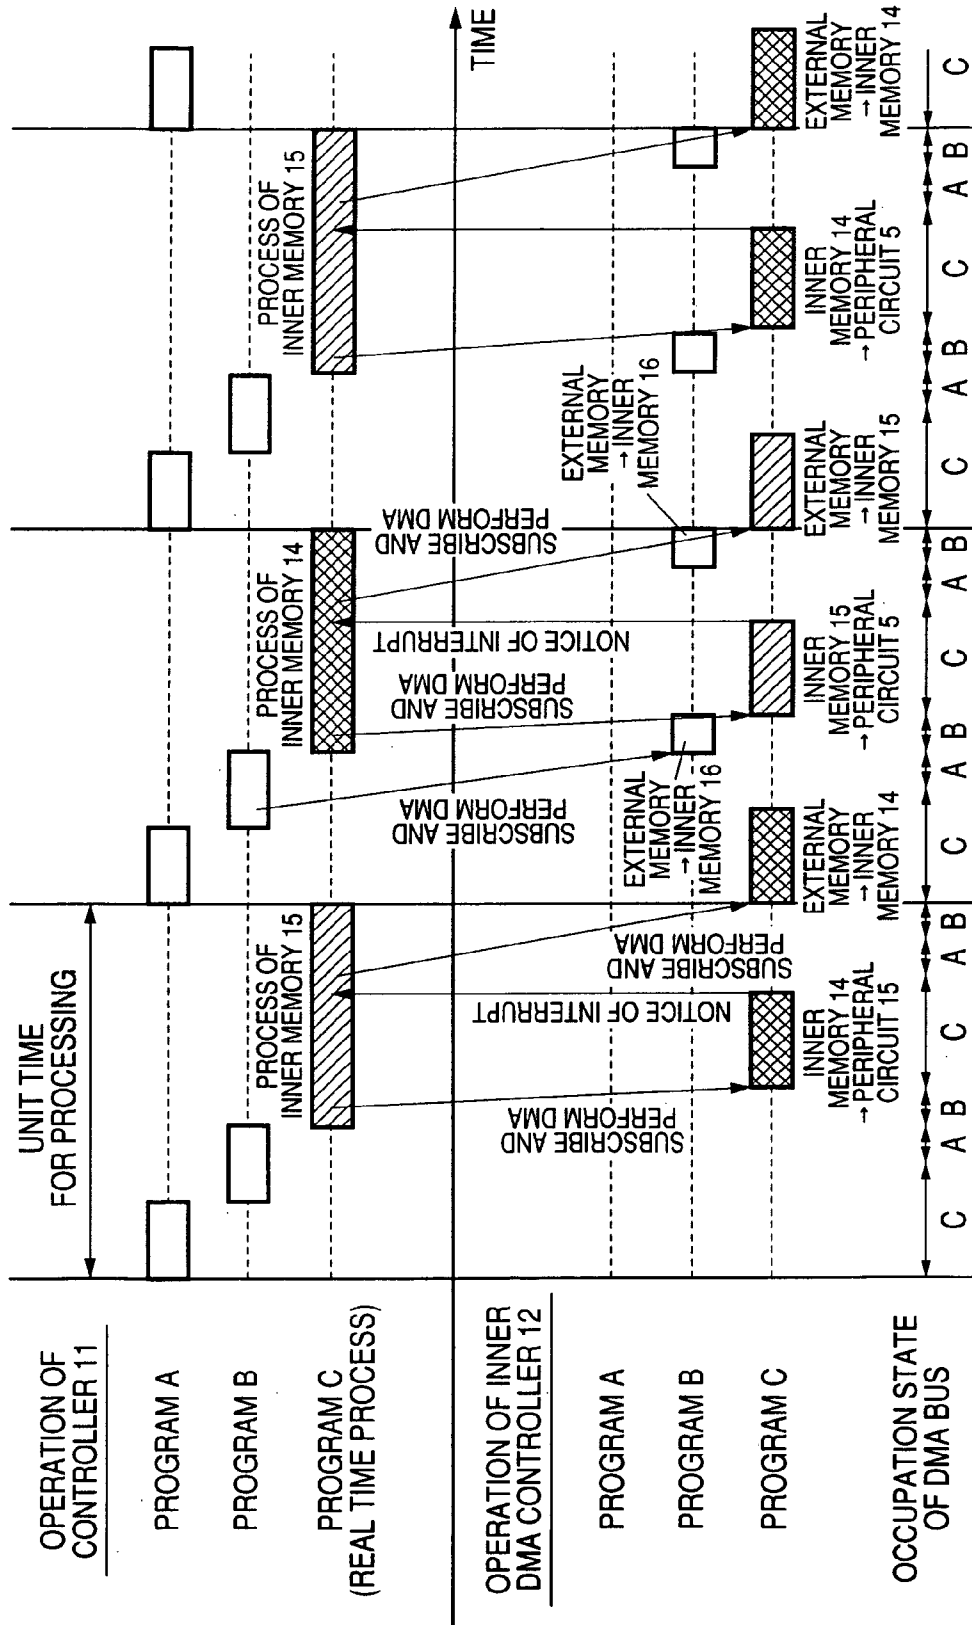 OPERATION OF
CONTROLLER 11
PROGRAM A
PROGRAM B
PROGRAM C
(REAL TIME PROCESS)
UNIT TIME
FOR PROCESSING
PROCESS OF
INNER MEMORY 15
PROCESS OF
INNER MEMORY 14
PROCESS OF
INNER MEMORY 15
SUBSCRIBE AND
PERFORM DMA
NOTICE OF INTERRUPT
SUBSCRIBE AND
PERFORM DMA
SUBSCRIBE AND
PERFORM DMA
SUBSCRIBE AND
PERFORM DMA
NOTICE OF INTERRUPT
SUBSCRIBE AND
PERFORM DMA
TIME
OPERATION OF INNER
DMA CONTROLLER 12
PROGRAM A
PROGRAM B
PROGRAM C
EXTERNAL
MEMORY
→INNER
MEMORY 16
EXTERNAL
MEMORY
→INNER
MEMORY 16
INNER
MEMORY 14
→PERIPHERAL
CIRCUIT 15
EXTERNAL
MEMORY
→INNER
MEMORY 14
INNER
MEMORY 15
→PERIPHERAL
CIRCUIT 5
EXTERNAL
MEMORY
→INNER
MEMORY 15
INNER
MEMORY 14
→PERIPHERAL
CIRCUIT 5
EXTERNAL
MEMORY
→INNER
MEMORY 14
OCCUPATION STATE
OF DMA BUS
C A B C A B C A B C A B C A B C A B C